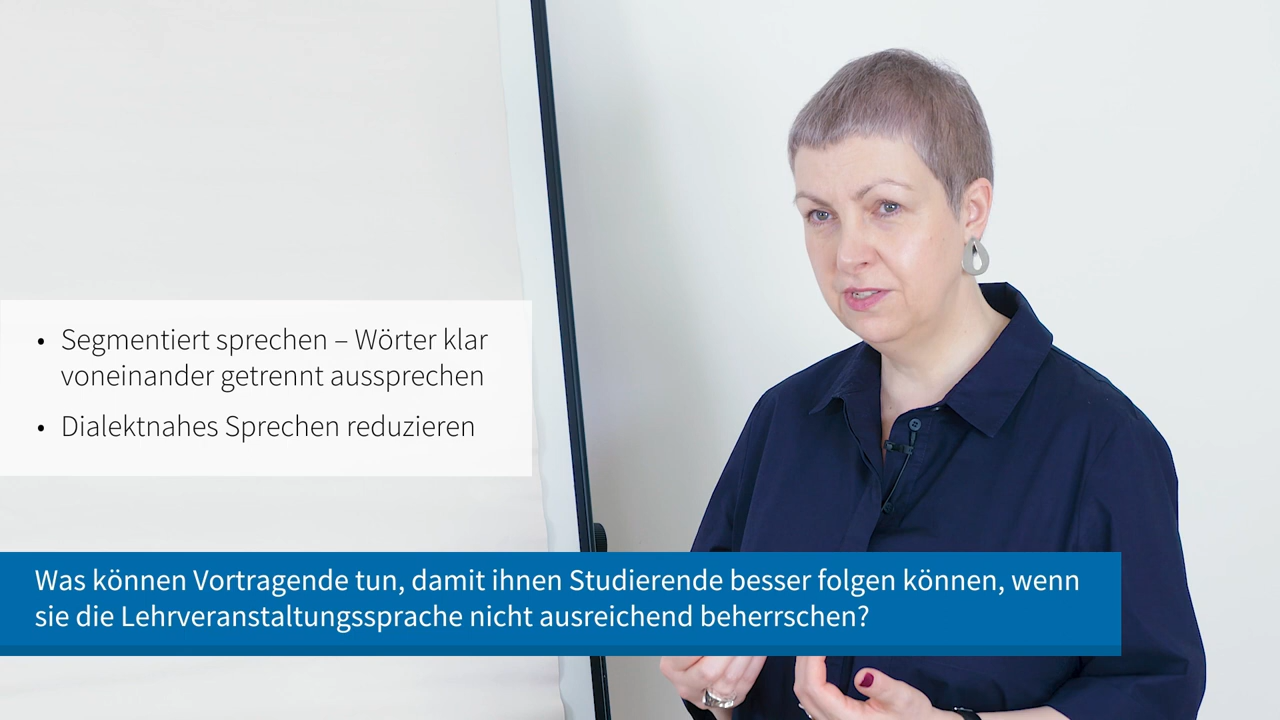 • Segmentiert sprechen – Wörter klar
voneinander getrennt aussprechen
• Dialektnahes Sprechen reduzieren
Was können Vortragende tun, damit ihnen Studierende besser folgen können, wenn
sie die Lehrveranstaltungssprache nicht ausreichend beherrschen?